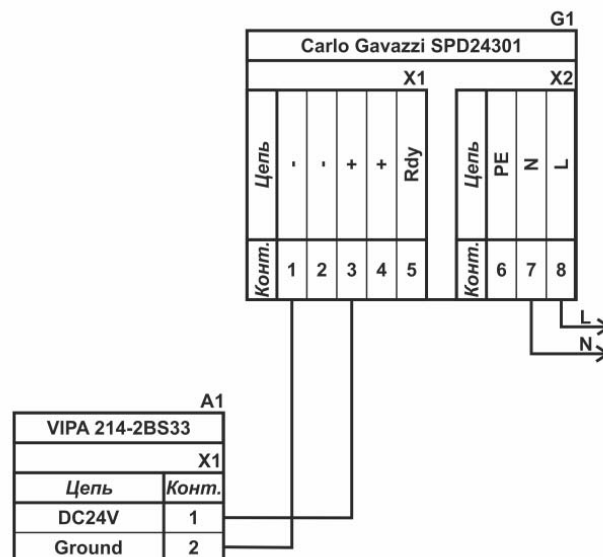 G1
Carlo Gavazzi SPD24301
X1 X2
Цепь - - + + Rdy Цепь PE N L
Конт. 1 2 3 4 5 Конт. 6 7 8
L
N
A1
VIPA 214-2BS33
X1
Цепь Конт.
DC24V 1
Ground 2